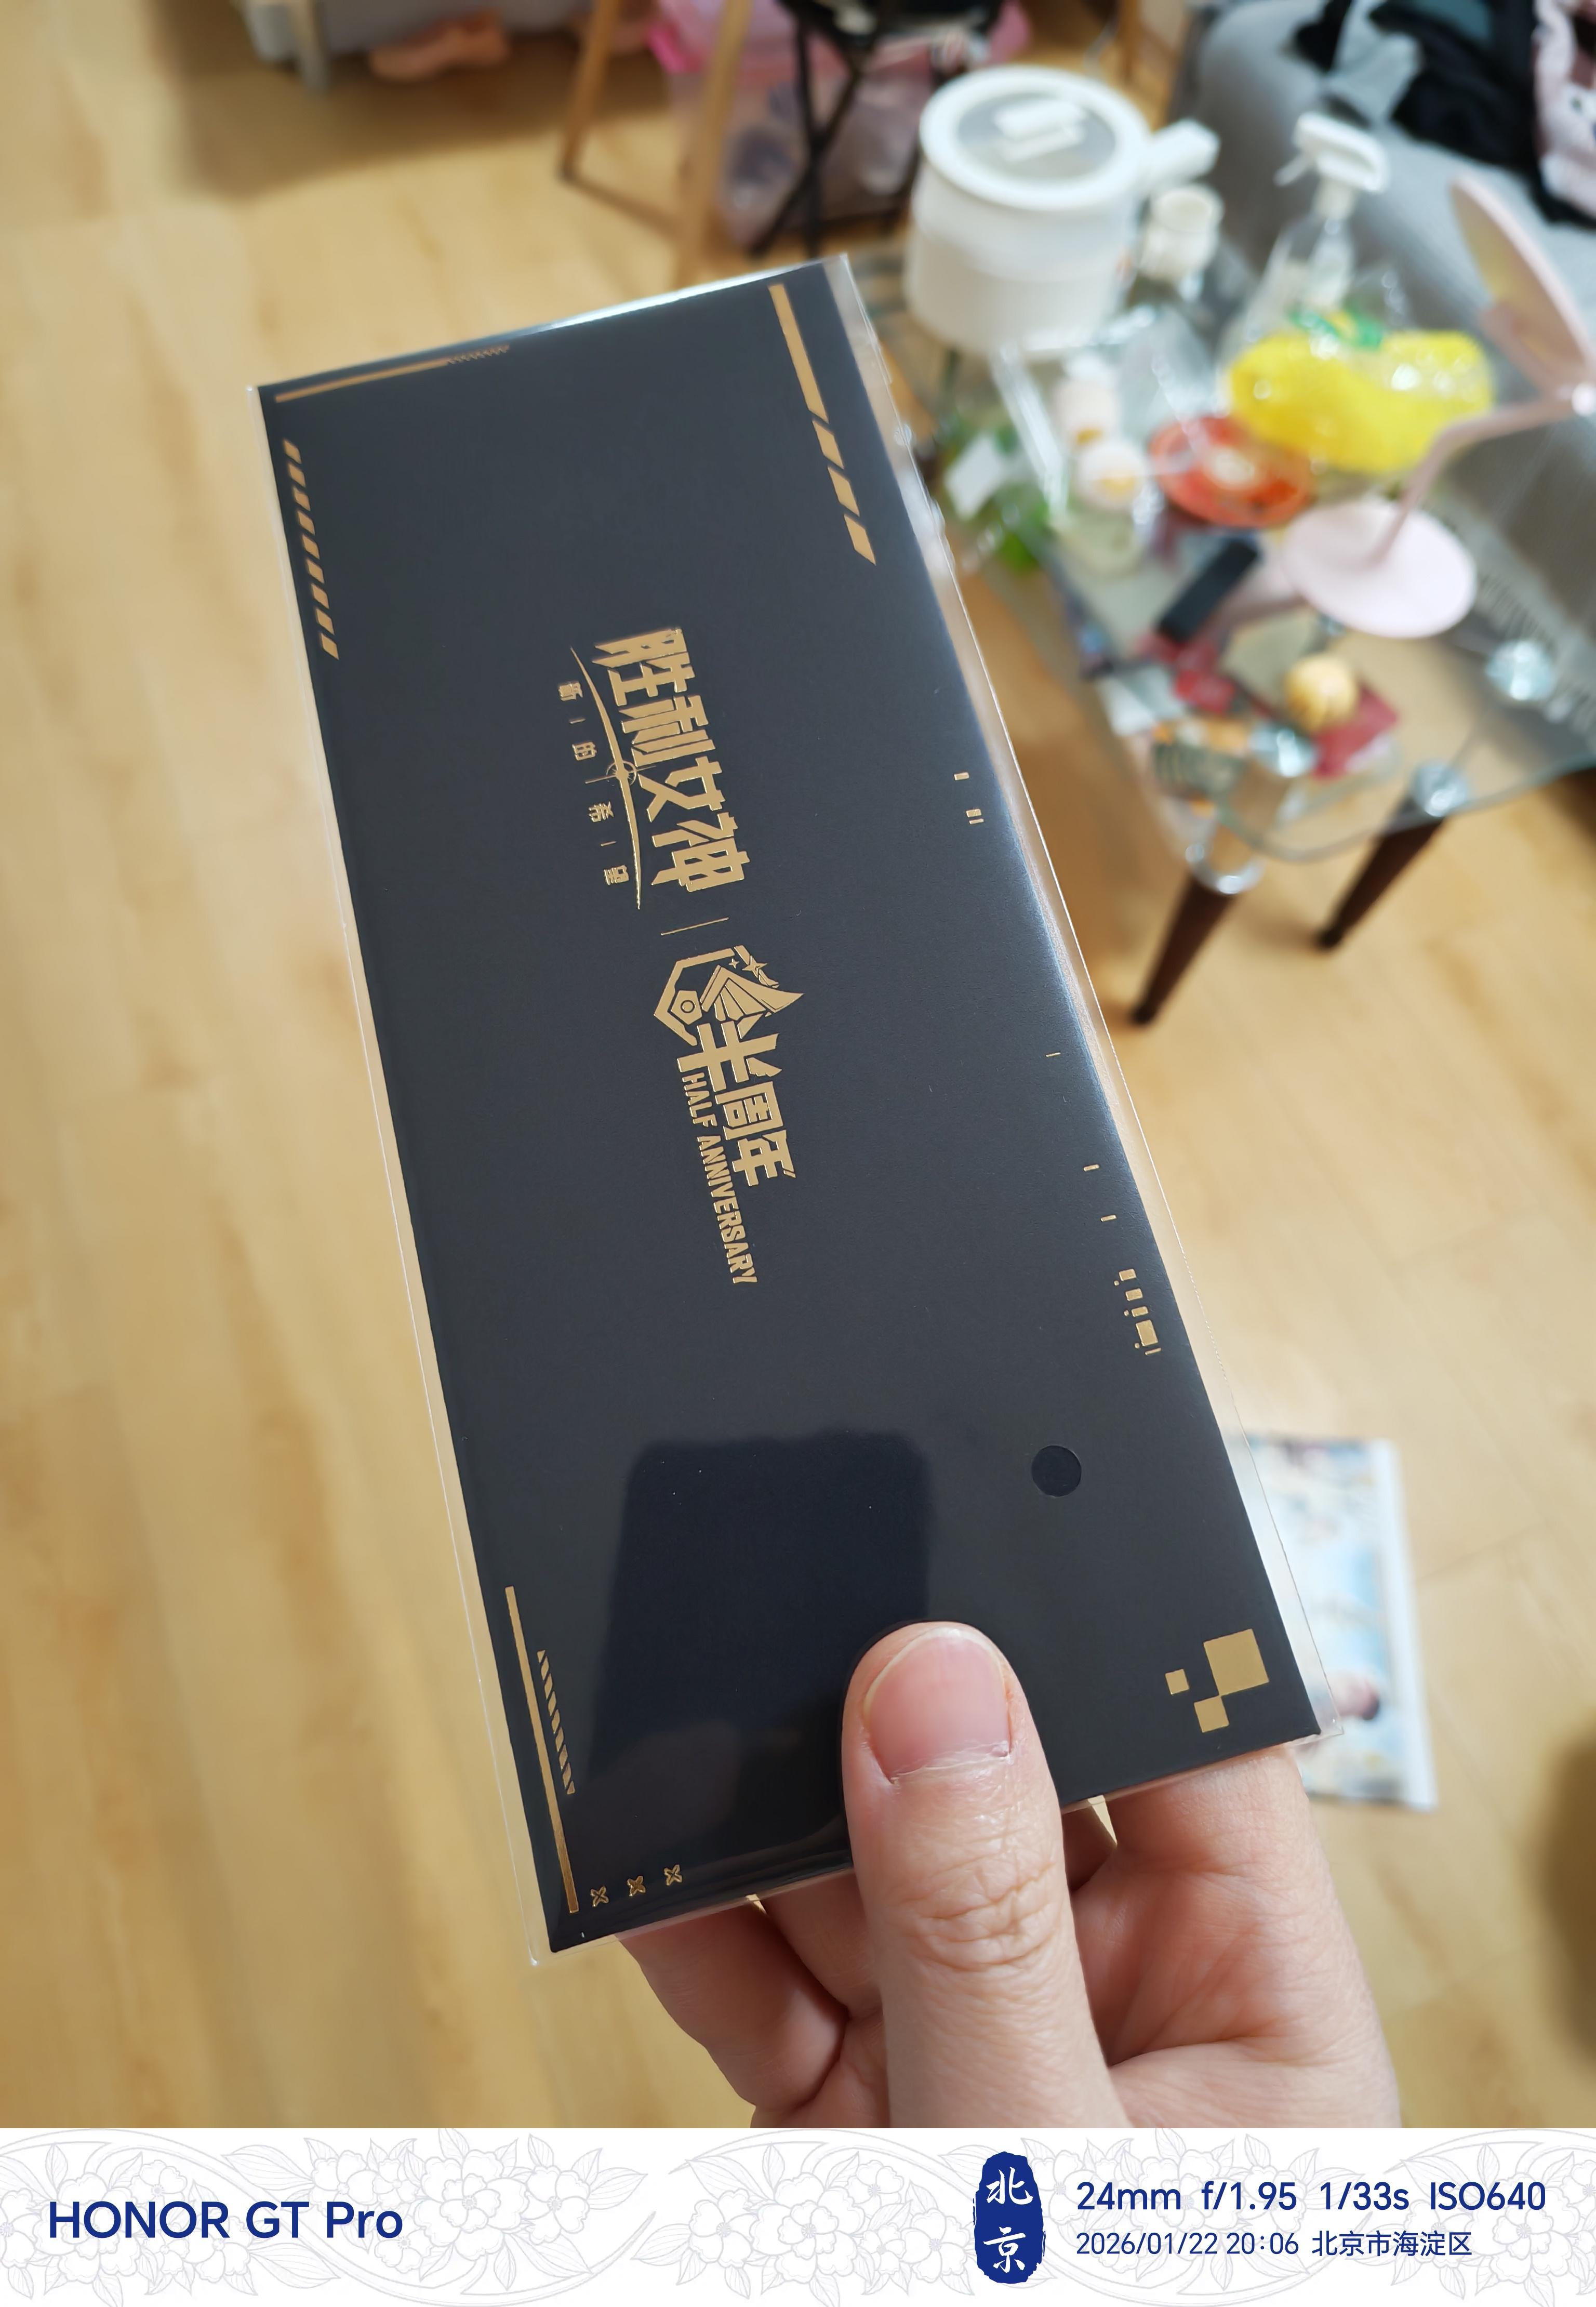 胜利女神
新的希望
半周年
HALF ANNIVERSARY
HONOR GT Pro
北京
24mm f/1.95 1/33s ISO640
2026/01/22 20:06 北京市海淀区